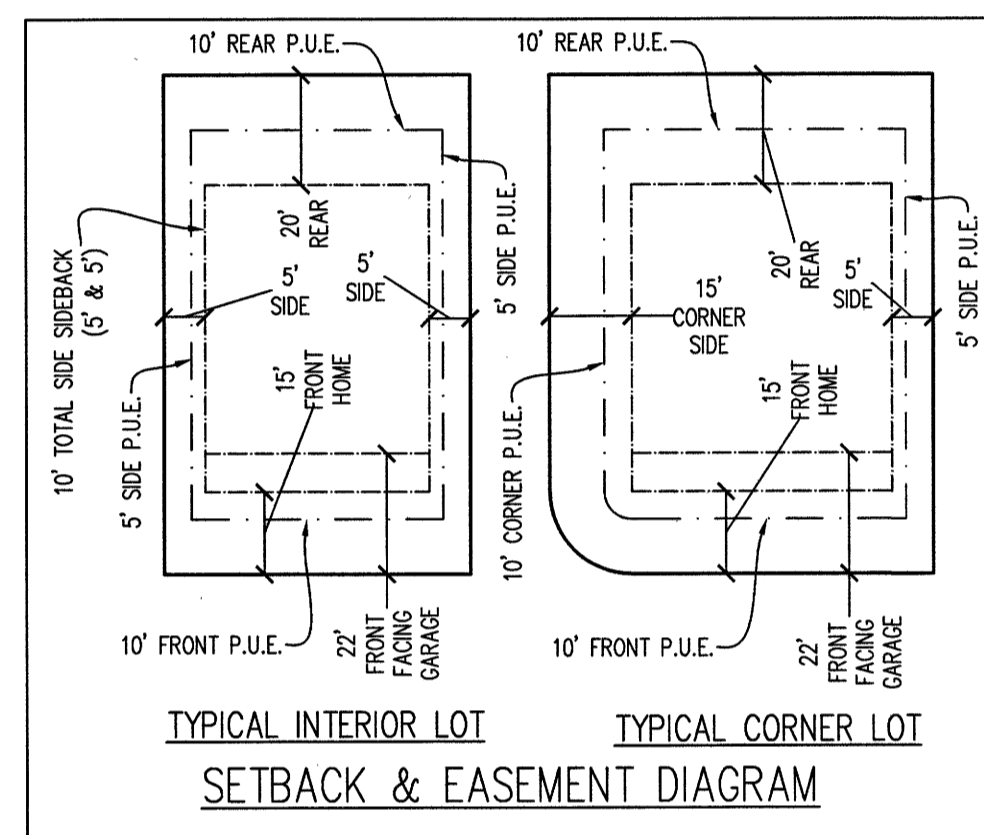 10' REAR P.U.E.
10' TOTAL SIDE SIDEBACK
(5' & 5')
5' SIDE P.U.E.
20'
REAR
5'
SIDE
5'
SIDE
5' SIDE P.U.E.
15'
FRONT
HOME
10' FRONT P.U.E.
22'
FRONT
FACING
GARAGE
TYPICAL INTERIOR LOT
10' REAR P.U.E.
20'
REAR
15'
CORNER
SIDE
5'
SIDE
5' SIDE P.U.E.
15'
FRONT
HOME
10' CORNER P.U.E.
10' FRONT P.U.E.
22'
FRONT
FACING
GARAGE
TYPICAL CORNER LOT
SETBACK & EASEMENT DIAGRAM